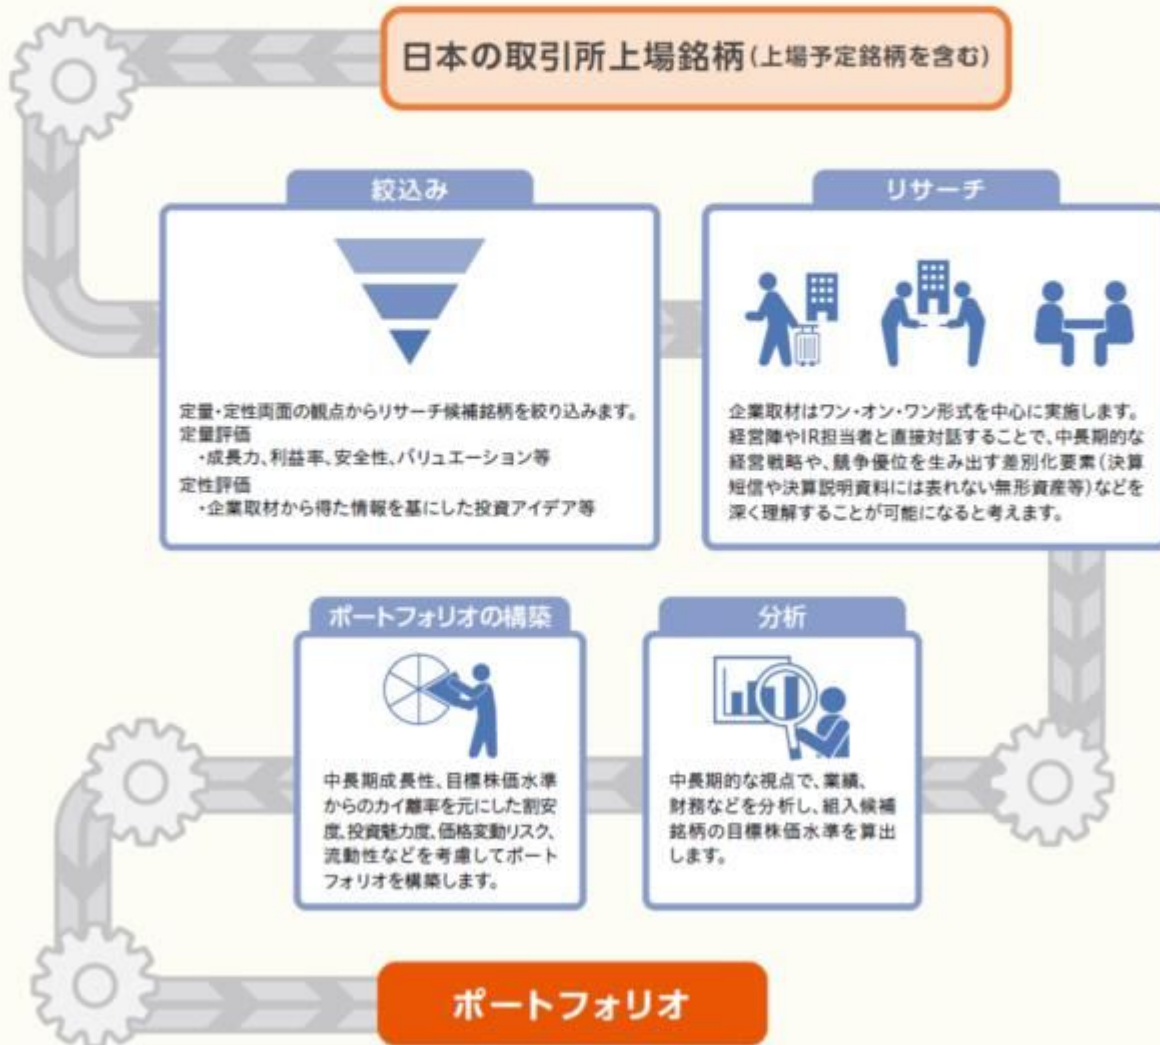 日本の取引所上場銘柄(上場予定銘柄を含む)
絞込み
定量・定性両面の観点からリサーチ候補銘柄を絞り込みます。
定量評価
・成長力、利益率、安全性、バリュエーション等
定性評価
・企業取材から得た情報を基にした投資アイデア等
リサーチ
企業取材はワン・オン・ワン形式を中心に実施します。
経営陣やIR担当者と直接対話することで、中長期的な
経営戦略や、競争優位を生み出す差別化要素(決算
短信や決算説明資料には表れない無形資産等)などを
深く理解することが可能になると考えます。
分析
中長期的な視点で、業績、
財務などを分析し、組入候補
銘柄の目標株価水準を算出
します。
ポートフォリオの構築
中長期成長性、目標株価水準
からのカイ離率を元にした割安
度、投資魅力度、価格変動リスク、
流動性などを考慮してポート
フォリオを構築します。
ポートフォリオ